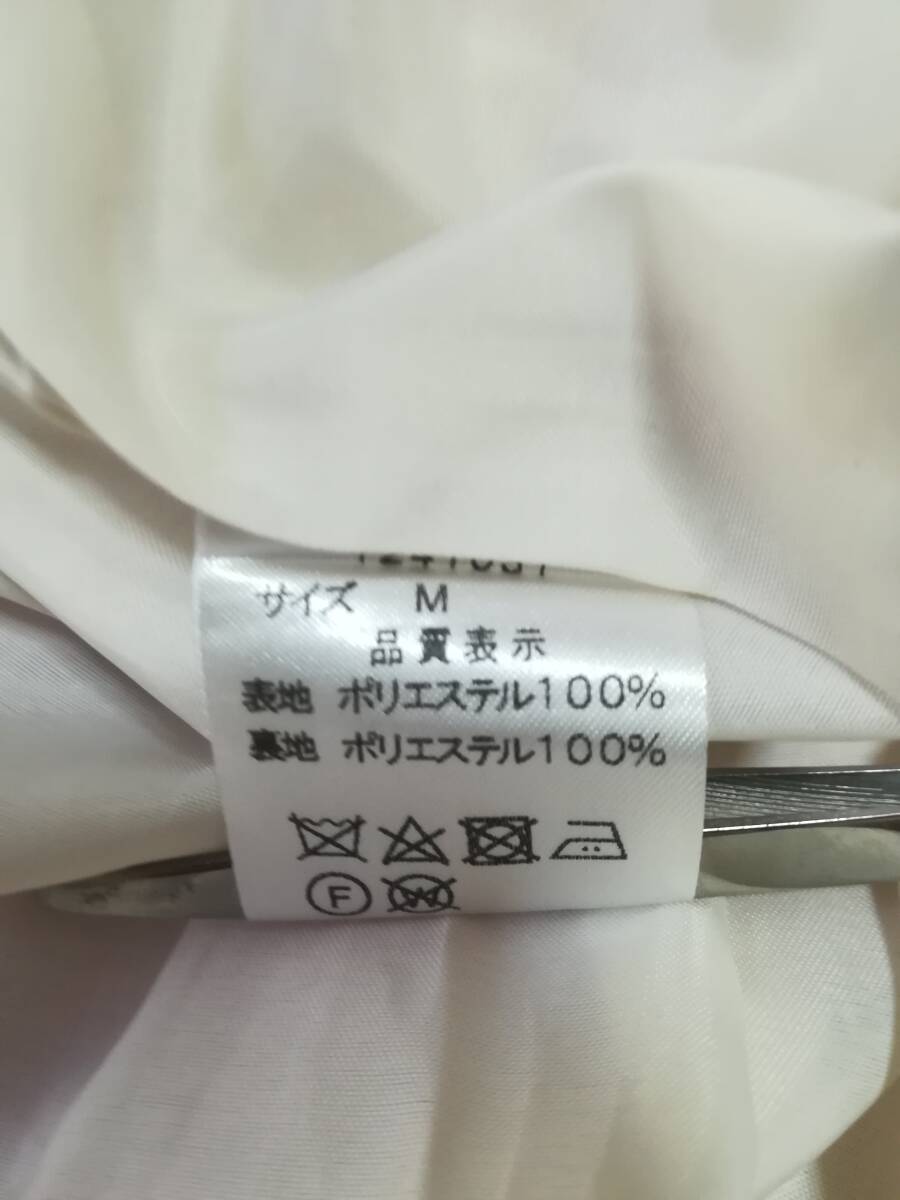 サイズ M
品質表示
表地 ポリエステル100%
裏地 ポリエステル100%
F
W